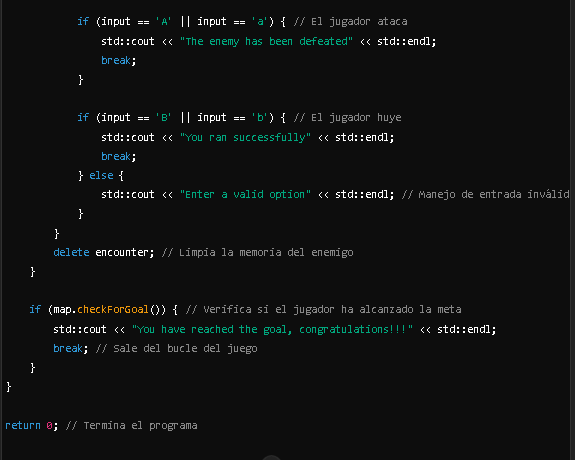 if (input == 'A' || input == 'a') { // El jugador ataca
std::cout << "The enemy has been defeated" << std::endl;
break;
}
if (input == 'B' || input == 'b') { // El jugador huye
std::cout << "You ran successfully" << std::endl;
break;
} else {
std::cout << "Enter a valid option" << std::endl; // Manejo de entrada inválid
}
}
delete encounter; // Limpia la memoria del enemigo
}
if (map.checkForGoal()) { // Verifica si el jugador ha alcanzado la meta
std::cout << "You have reached the goal, congratulations!!!" << std::endl;
break; // Sale del bucle del juego
}
}
return 0; // Termina el programa